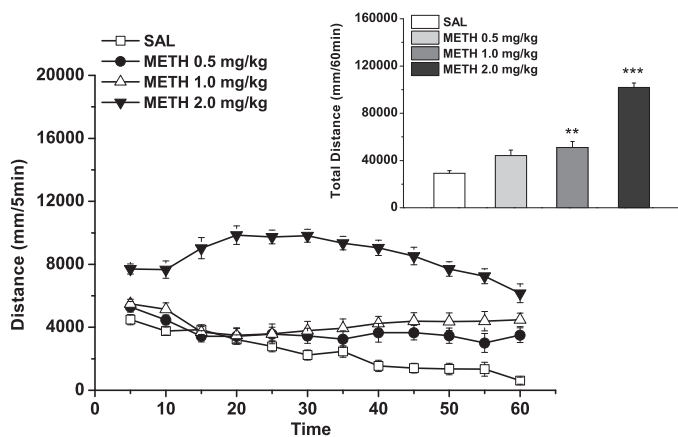 SAL
METH 0.5 mg/kg
METH 1.0 mg/kg
METH 2.0 mg/kg
Distance (mm/5min)
20000
16000
12000
8000
4000
0
0
10
20
30
40
50
60
Time
SAL
METH 0.5 mg/kg
METH 1.0 mg/kg
METH 2.0 mg/kg
Total Distance (mm/60min)
160000
120000
80000
40000
0
**
***